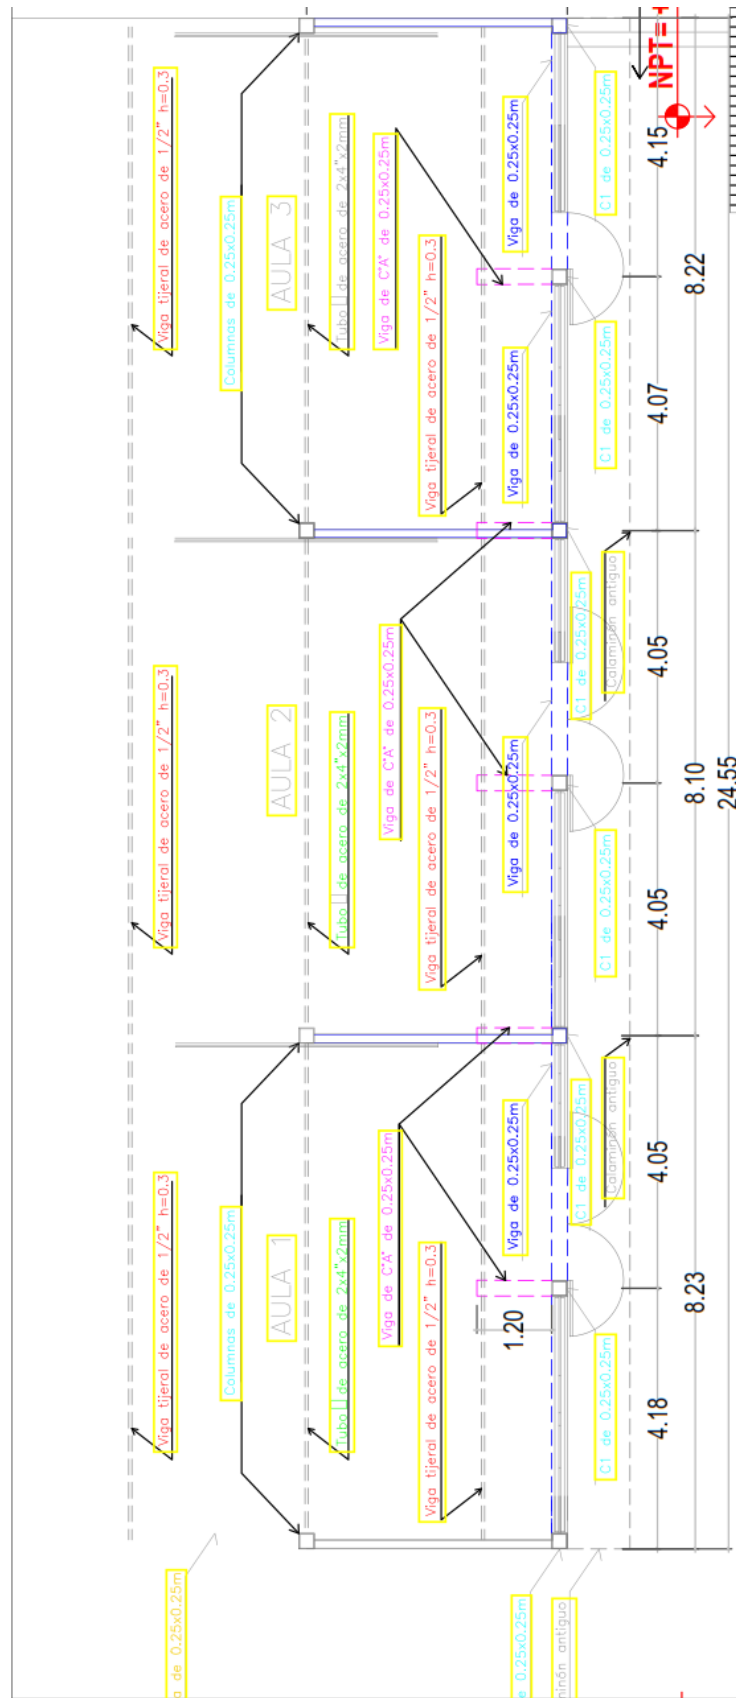 Viga tijeral de acero de 1/2" h=0.3
Columnas de 0.25x0.25m
AULA 3
Tubo de acero de 2x4"x2mm
Viga de C°A° de 0.25x0.25m
Viga tijeral de acero de 1/2" h=0.3
Viga de 0.25x0.25m
Viga de 0.25x0.25m
C1 de 0.25x0.25m
C1 de 0.25x0.25m
NPT=+
4.15
8.22
4.07
Viga tijeral de acero de 1/2" h=0.3
AULA 2
Tubo de acero de 2x4"x2mm
Viga de C°A° de 0.25x0.25m
Viga tijeral de acero de 1/2" h=0.3
Viga de 0.25x0.25m
C1 de 0.25x0.25m
Calaminón antiguo
C1 de 0.25x0.25m
4.05
8.10
24.55
4.05
Viga tijeral de acero de 1/2" h=0.3
Columnas de 0.25x0.25m
AULA 1
Tubo de acero de 2x4"x2mm
Viga de C°A° de 0.25x0.25m
Viga tijeral de acero de 1/2" h=0.3
Viga de 0.25x0.25m
1.20
C1 de 0.25x0.25m
Calaminón antiguo
C1 de 0.25x0.25m
4.05
8.23
4.18
a de 0.25x0.25m
e 0.25x0.25m
minón antiguo